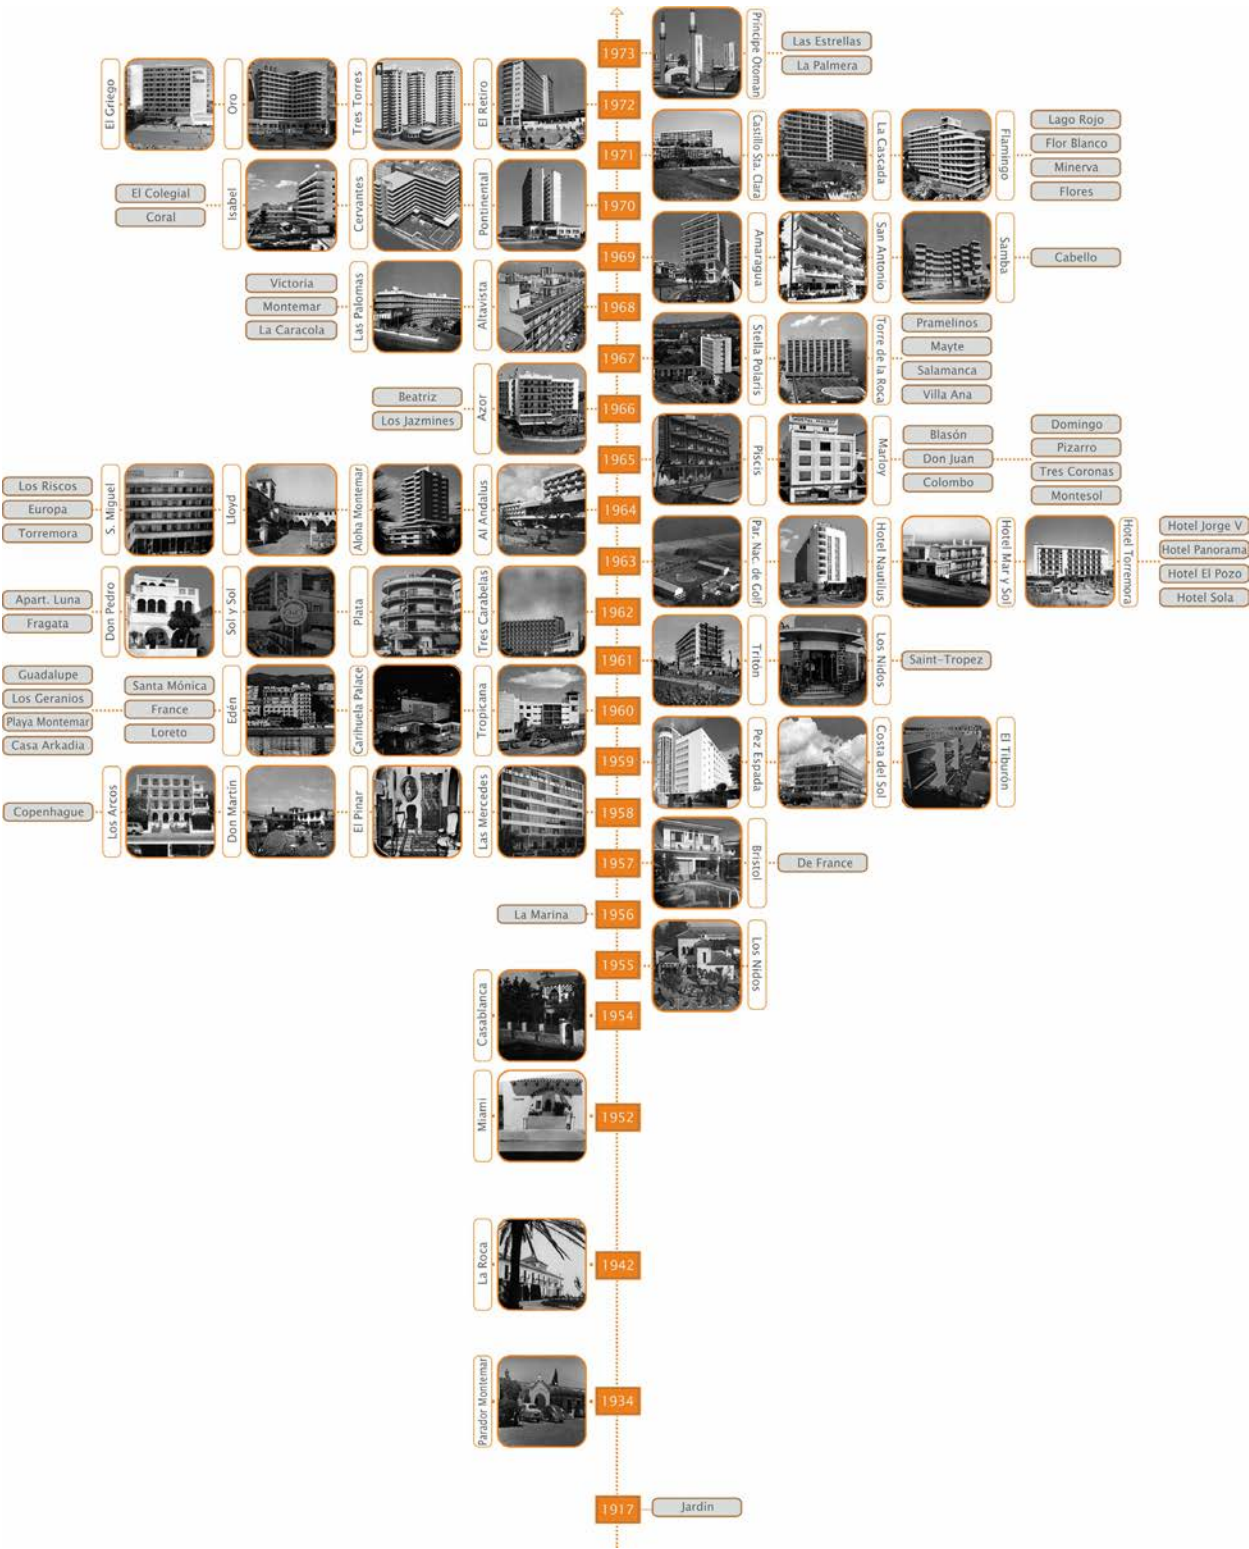 1973
Príncipe Otoman
Las Estrellas
La Palmera
El Griego
Oro
Tres Torres
El Retiro
1972
1971
Castillo Sta. Clara
La Cascada
Flamingo
Lago Rojo
Flor Blanco
Minerva
Flores
El Colegial
Coral
Isabel
Cervantes
Pontinental
1970
1969
Amaragua
San Antonio
Samba
Cabello
Victoria
Montemar
La Caracola
Las Palomas
Altavista
1968
1967
Stella Polaris
Torre de la Roca
Pramelinos
Mayte
Salamanca
Villa Ana
Beatriz
Los Jazmines
Azor
1966
1965
Piscis
Marloy
Blasón
Don Juan
Colombo
Domingo
Pizarro
Tres Coronas
Montesol
Los Riscos
Europa
Torremora
S. Miguel
Lloyd
Aloha Montemar
Al Andalus
1964
1963
Par. Nac. de Golf
Hotel Nautilus
Hotel Mar y Sol
Hotel Torremora
Hotel Jorge V
Hotel Panorama
Hotel El Pozo
Hotel Sola
Apart. Luna
Fragata
Don Pedro
Sol y Sol
Plata
Tres Carabelas
1962
1961
Tritón
Los Nidos
Saint-Tropez
Guadalupe
Los Geranios
Playa Montemar
Casa Arkadia
Santa Mónica
France
Loreto
Edén
Carihuela Palace
Tropicana
1960
1959
Pez Espada
Costa del Sol
El Tiburón
Copenhague
Los Arcos
Don Martín
El Pinar
Las Mercedes
1958
1957
Bristol
De France
La Marina
1956
1955
Los Nidos
Casablanca
1954
Miami
1952
La Roca
1942
Parador Montemar
1934
1917
Jardín